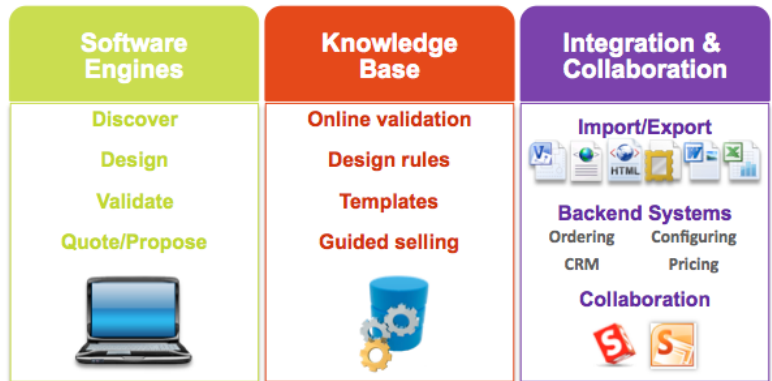 Software
Engines
Discover
Design
Validate
Quote/Propose
Knowledge
Base
Online validation
Design rules
Templates
Guided selling
Integration &
Collaboration
Import/Export
V
HTML
W
X
Backend Systems
Ordering Configuring
CRM Pricing
Collaboration
S
S